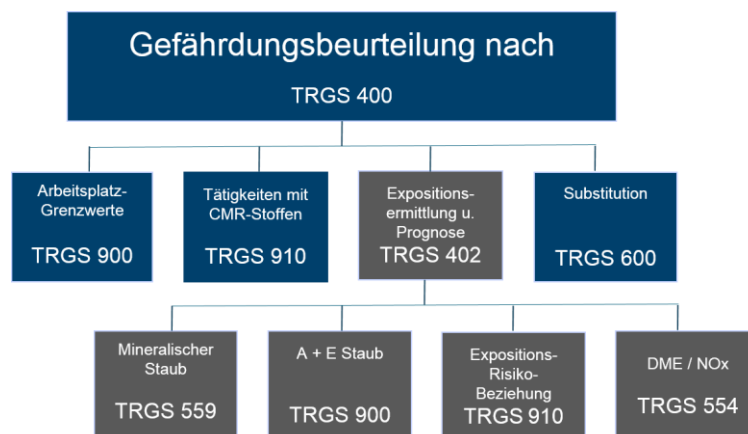 Gefährdungsbeurteilung nach
TRGS 400
Arbeitsplatz-
Grenzwerte
TRGS 900
Tätigkeiten mit
CMR-Stoffen
TRGS 910
Expositions-
ermittlung u.
Prognose
TRGS 402
Substitution
TRGS 600
Mineralischer
Staub
TRGS 559
A + E Staub
TRGS 900
Expositions-
Risiko-
Beziehung
TRGS 910
DME / NOx
TRGS 554